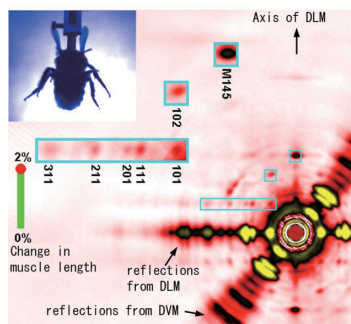 Axis of DLM
M145
102
311
211
201
111
101
2%
0%
Change in
muscle length
reflections
from DLM
reflections from DVM